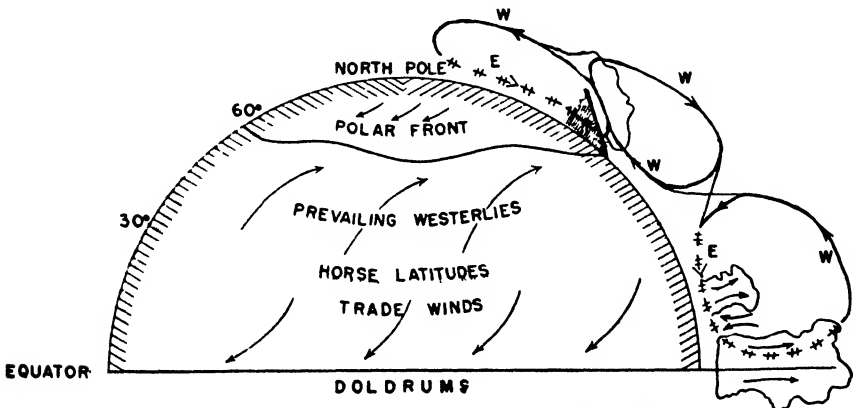 W
E
W
NORTH POLE
60°
POLAR FRONT
W
30°
PREVAILING WESTERLIES
E
W
HORSE LATITUDES
TRADE WINDS
EQUATOR
DOLDRUMS